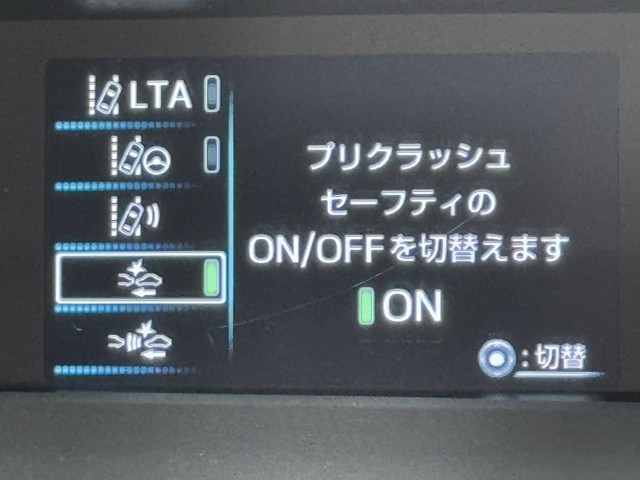 LTA
プリクラッシュ
セーフティの
ON/OFFを切替えます
ON
:切替